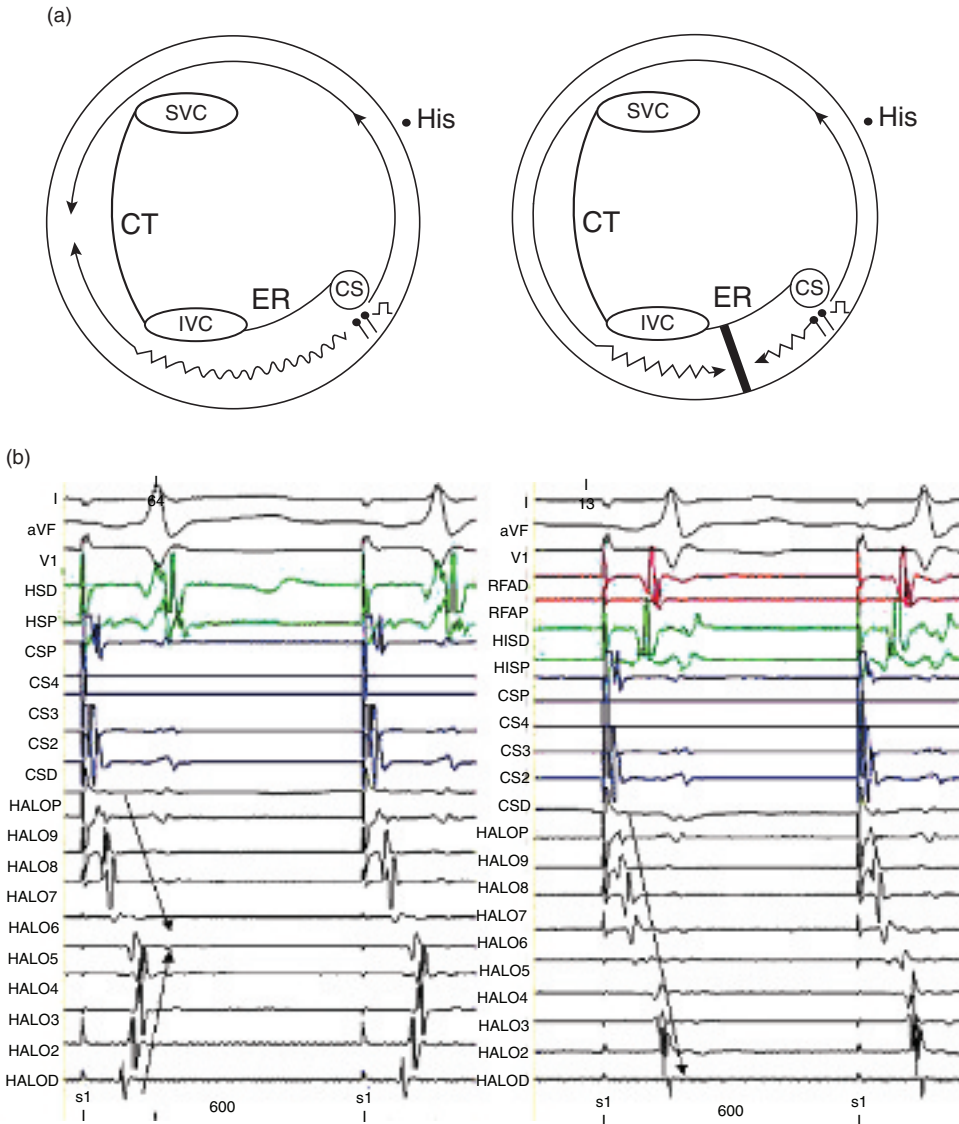 (a)
SVC
His
CT
ER
CS
IVC
SVC
His
CT
ER
CS
IVC
(b)
I
64
aVF
V1
HSD
HSP
CSP
CS4
CS3
CS2
CSD
HALOP
HALO9
HALO8
HALO7
HALO6
HALO5
HALO4
HALO3
HALO2
HALOD
s1
600
s1
I
13
aVF
V1
RFAD
RFAP
HISD
HISP
CSP
CS4
CS3
CS2
CSD
HALOP
HALO9
HALO8
HALO7
HALO6
HALO5
HALO4
HALO3
HALO2
HALOD
s1
600
s1